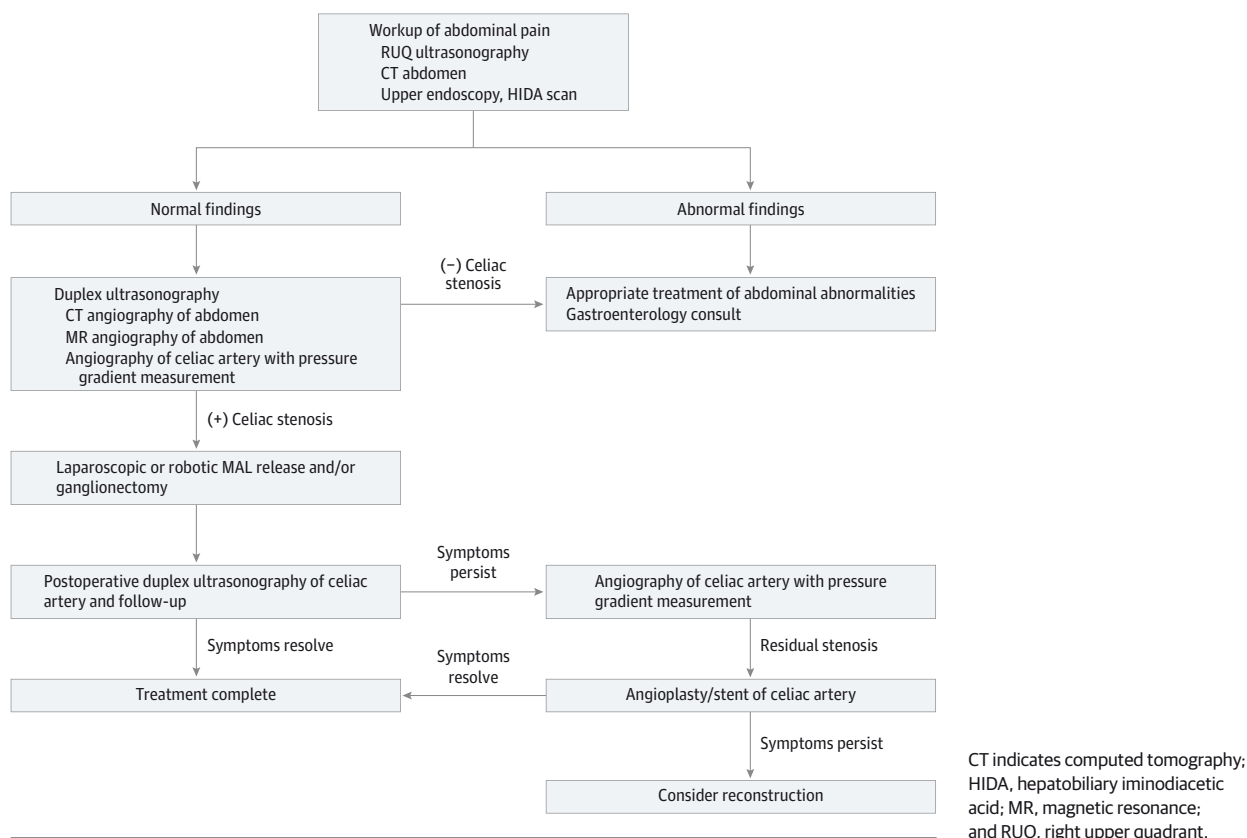 Workup of abdominal pain
RUQ ultrasonography
CT abdomen
Upper endoscopy, HIDA scan
Normal findings
Abnormal findings
Duplex ultrasonography
CT angiography of abdomen
MR angiography of abdomen
Angiography of celiac artery with pressure
gradient measurement
(−) Celiac
stenosis
Appropriate treatment of abdominal abnormalities
Gastroenterology consult
(+) Celiac stenosis
Laparoscopic or robotic MAL release and/or
ganglionectomy
Postoperative duplex ultrasonography of celiac
artery and follow-up
Symptoms
persist
Angiography of celiac artery with pressure
gradient measurement
Symptoms resolve
Residual stenosis
Treatment complete
Symptoms
resolve
Angioplasty/stent of celiac artery
Symptoms persist
Consider reconstruction
CT indicates computed tomography;
HIDA, hepatobiliary iminodiacetic
acid; MR, magnetic resonance;
and RUQ, right upper quadrant.